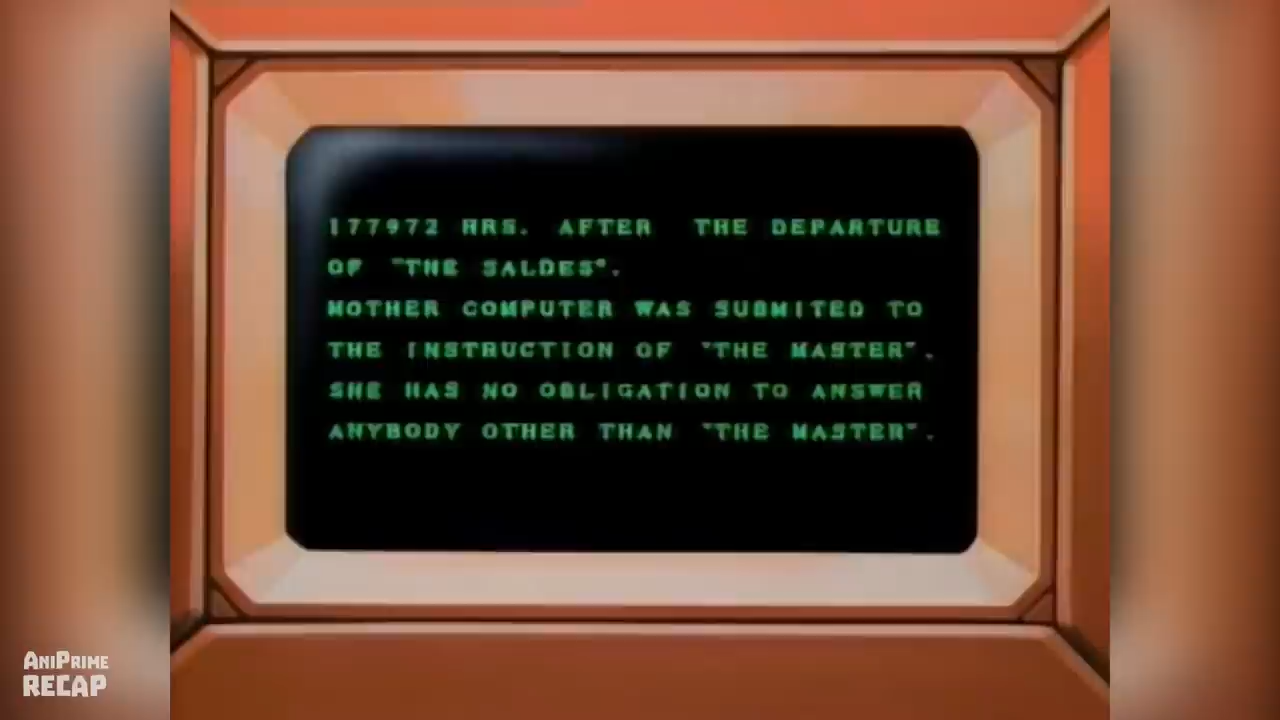 177972 HRS. AFTER THE DEPARTURE
OF "THE SALDES".
MOTHER COMPUTER WAS SUBMITED TO
THE INSTRUCTION OF "THE MASTER".
SHE HAS NO OBLIGATION TO ANSWER
ANYBODY OTHER THAN "THE MASTER".
ANIPRIME
RECAP